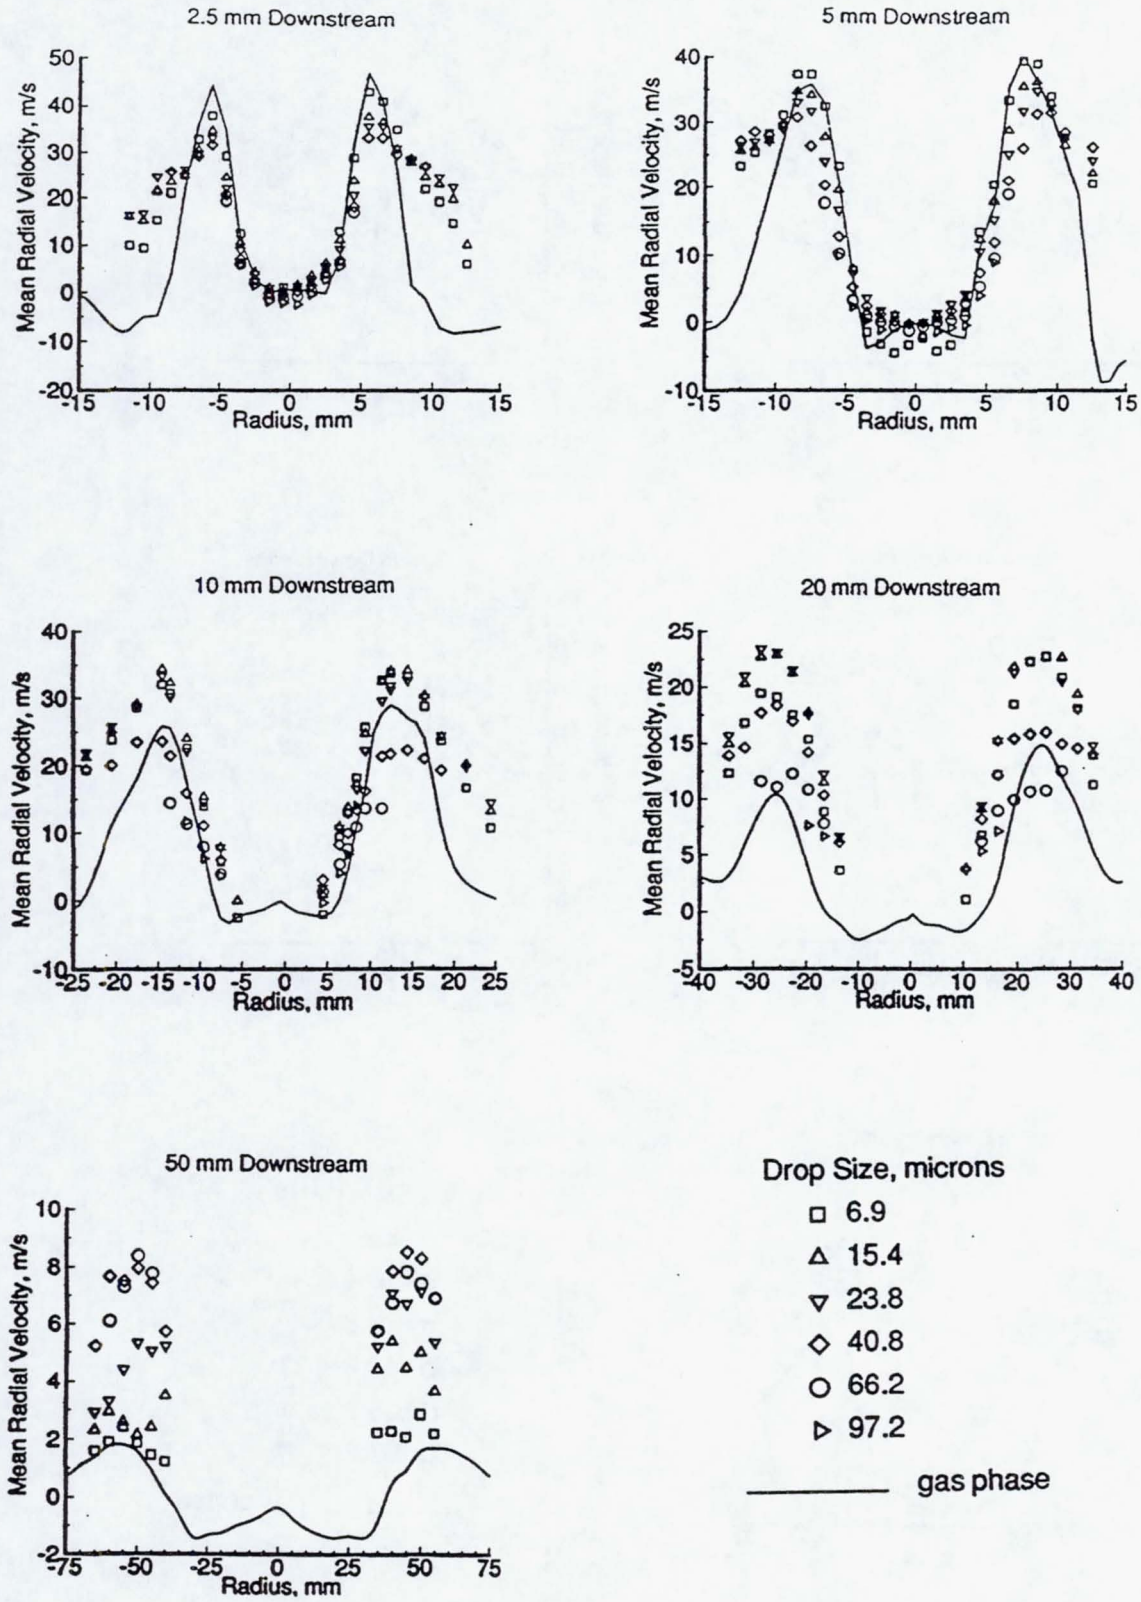 2.5 mm Downstream
Mean Radial Velocity, m/s
50
40
30
20
10
0
-10
-20
-15 -10 -5 0 5 10 15
Radius, mm
5 mm Downstream
Mean Radial Velocity, m/s
40
30
20
10
0
-10
-15 -10 -5 0 5 10 15
Radius, mm
10 mm Downstream
Mean Radial Velocity, m/s
40
30
20
10
0
-10
-25 -20 -15 -10 -5 0 5 10 15 20 25
Radius, mm
20 mm Downstream
Mean Radial Velocity, m/s
25
20
15
10
5
0
-5
-40 -30 -20 -10 0 10 20 30 40
Radius, mm
50 mm Downstream
Mean Radial Velocity, m/s
10
8
6
4
2
0
-2
-75 -50 -25 0 25 50 75
Radius, mm
Drop Size, microns
6.9
15.4
23.8
40.8
66.2
97.2
gas phase